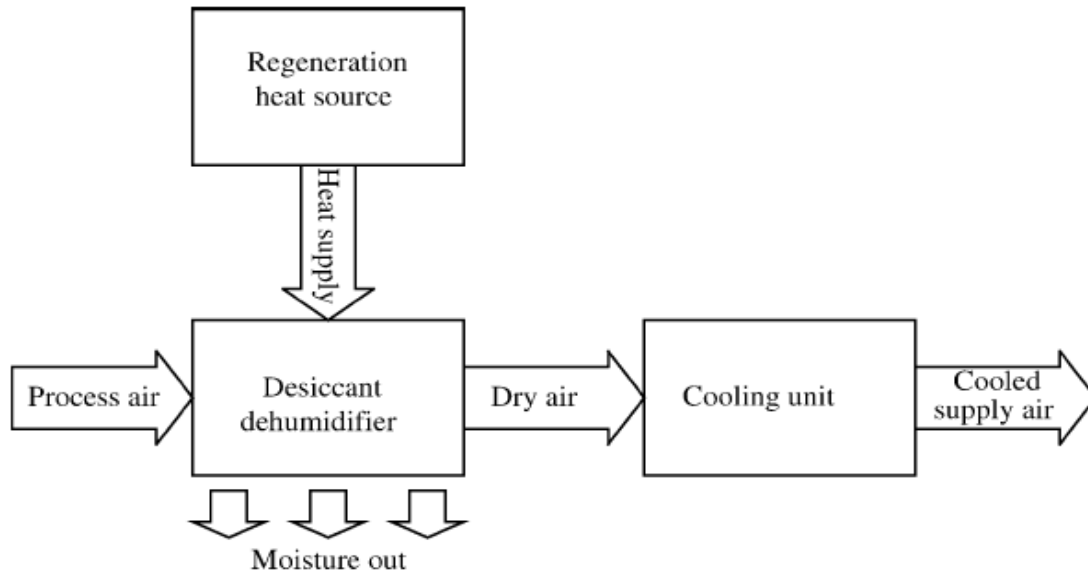 Regeneration
heat source
Heat supply
Process air
Desiccant
dehumidifier
Dry air
Cooling unit
Cooled
supply air
Moisture out